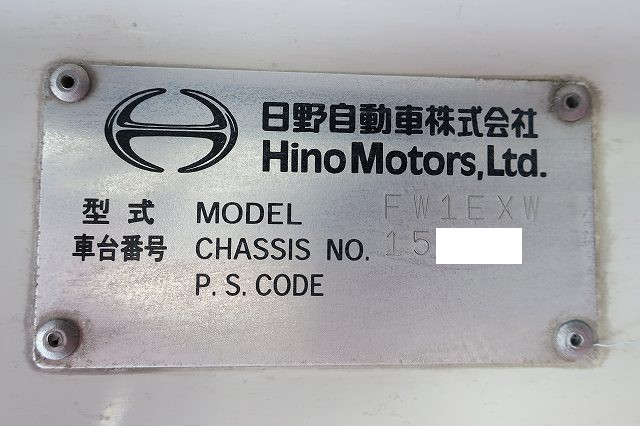 日野自動車株式会社
Hino Motors, Ltd.
型式 MODEL FW1EXW
車台番号 CHASSIS NO. 15
P. S. CODE